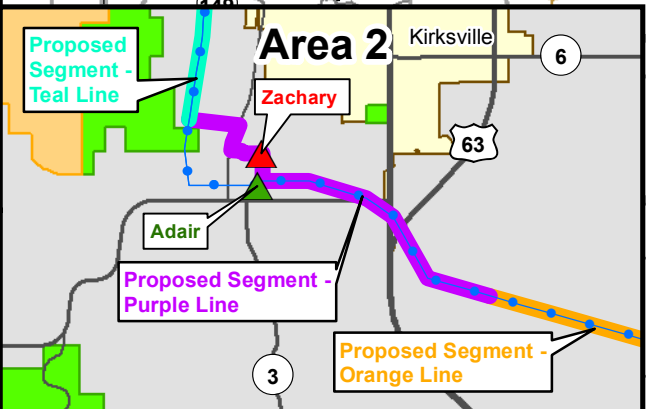 149
Area 2
Kirksville
6
Proposed
Segment -
Teal Line
Zachary
63
Adair
Proposed Segment -
Purple Line
Proposed Segment -
Orange Line
3